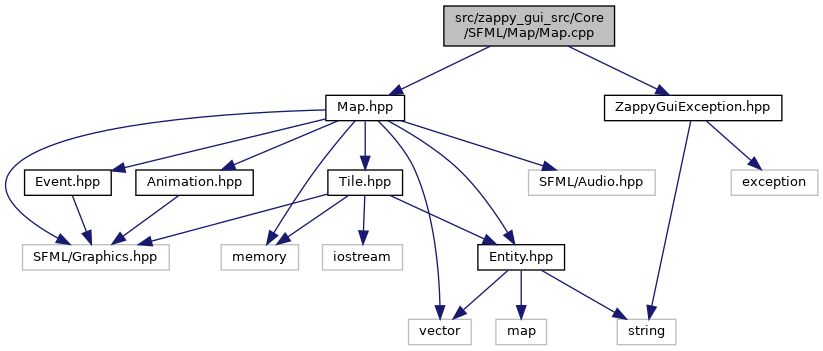 src/zappy_gui_src/Core
/SFML/Map/Map.cpp
Map.hpp
ZappyGuiException.hpp
Event.hpp
Animation.hpp
Tile.hpp
SFML/Audio.hpp
exception
SFML/Graphics.hpp
memory
iostream
Entity.hpp
vector
map
string